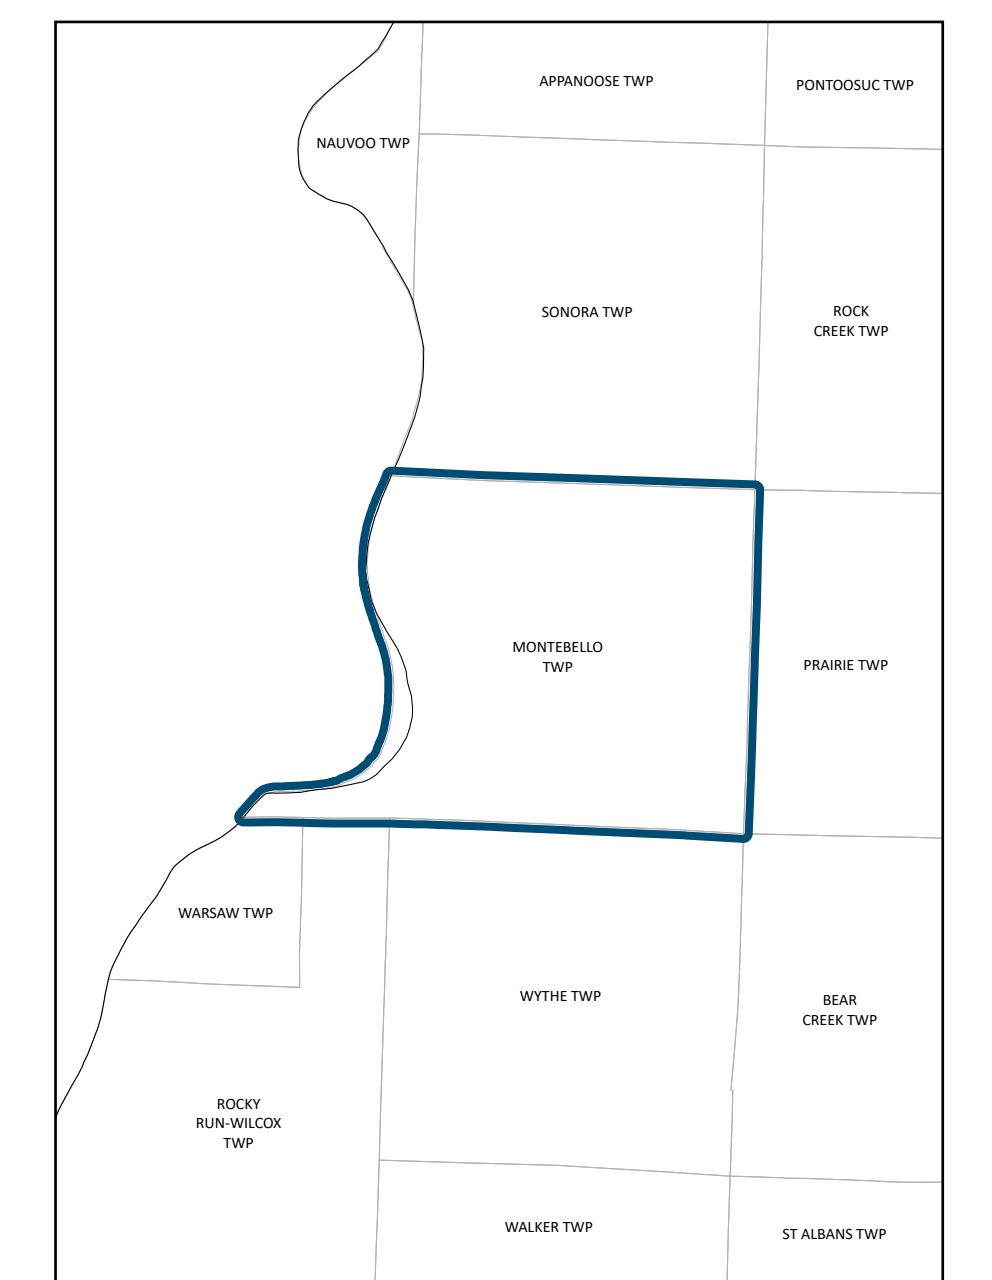 APPANOOSE TWP
PONTOOSUC TWP
NAUVOO TWP
SONORA TWP
ROCK
CREEK TWP
MONTEBELLO
TWP
PRAIRIE TWP
WARSAW TWP
WYTHE TWP
BEAR
CREEK TWP
ROCKY
RUN-WILCOX
TWP
WALKER TWP
ST ALBANS TWP